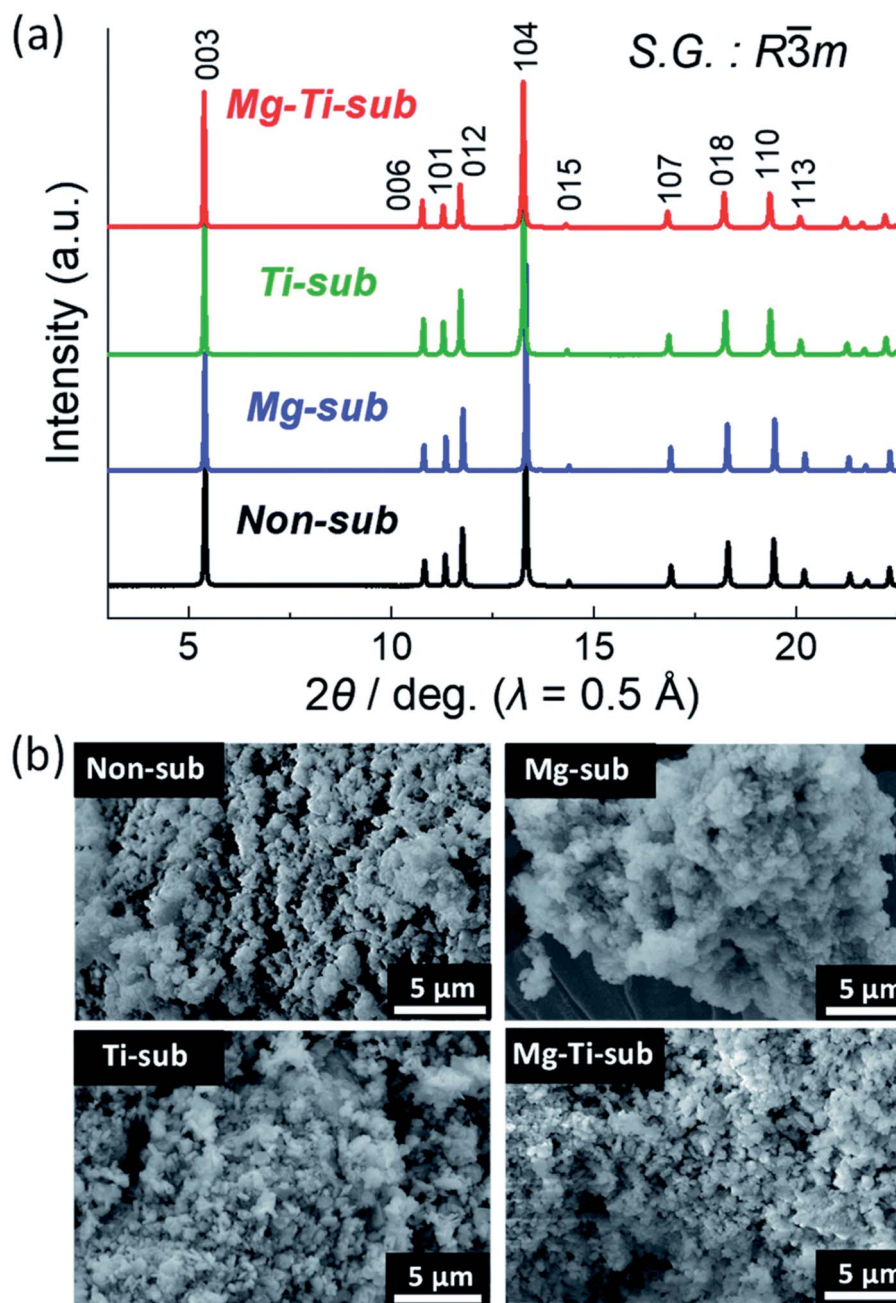 (a)
S.G. : R3̅m
003
006
101
012
104
015
107
018
110
113
Mg-Ti-sub
Ti-sub
Mg-sub
Non-sub
Intensity (a.u.)
5
10
15
20
2θ / deg. (λ = 0.5 Å)
(b)
Non-sub
5 µm
Mg-sub
5 µm
Ti-sub
5 µm
Mg-Ti-sub
5 µm